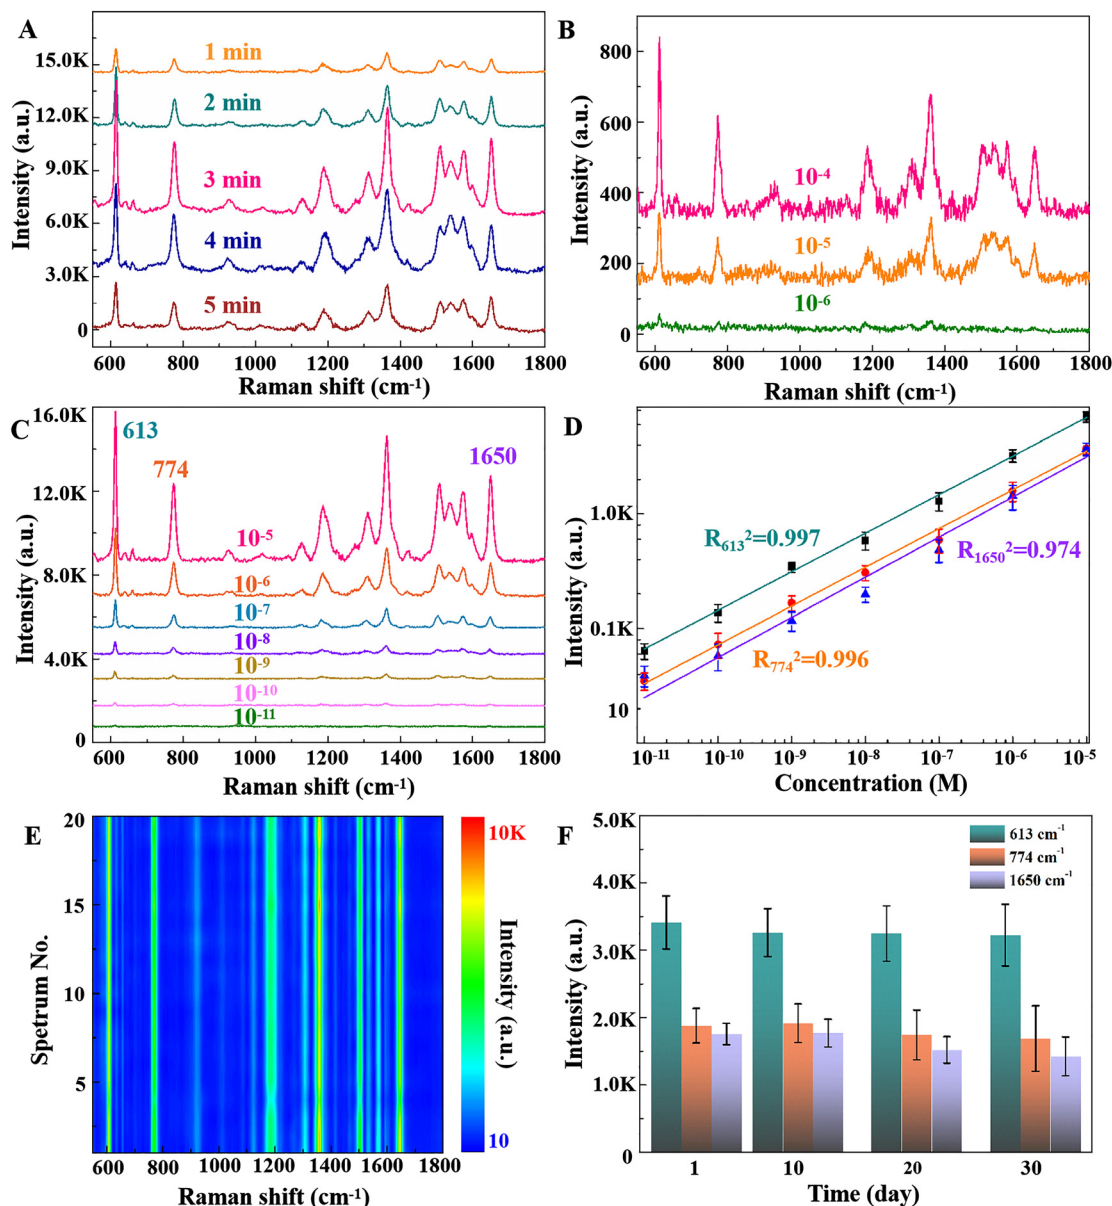 A
1 min
2 min
3 min
4 min
5 min
15.0K
12.0K
9.0K
6.0K
3.0K
0
Intensity (a.u.)
600 800 1000 1200 1400 1600 1800
Raman shift (cm⁻¹)
B
10⁻⁴
10⁻⁵
10⁻⁶
800
600
400
200
0
Intensity (a.u.)
600 800 1000 1200 1400 1600 1800
Raman shift (cm⁻¹)
C
613
774
1650
10⁻⁵
10⁻⁶
10⁻⁷
10⁻⁸
10⁻⁹
10⁻¹⁰
10⁻¹¹
16.0K
12.0K
8.0K
4.0K
0
Intensity (a.u.)
600 800 1000 1200 1400 1600 1800
Raman shift (cm⁻¹)
D
R₆₁₃²=0.997
R₁₆₅₀²=0.974
R₇₇₄²=0.996
1.0K
0.1K
10
Intensity (a.u.)
10⁻¹¹ 10⁻¹⁰ 10⁻⁹ 10⁻⁸ 10⁻⁷ 10⁻⁶ 10⁻⁵
Concentration (M)
E
20
15
10
5
Spetrum No.
600 800 1000 1200 1400 1600 1800
Raman shift (cm⁻¹)
10K
10
Intensity (a.u.)
F
613 cm⁻¹
774 cm⁻¹
1650 cm⁻¹
5.0K
4.0K
3.0K
2.0K
1.0K
0
Intensity (a.u.)
1 10 20 30
Time (day)